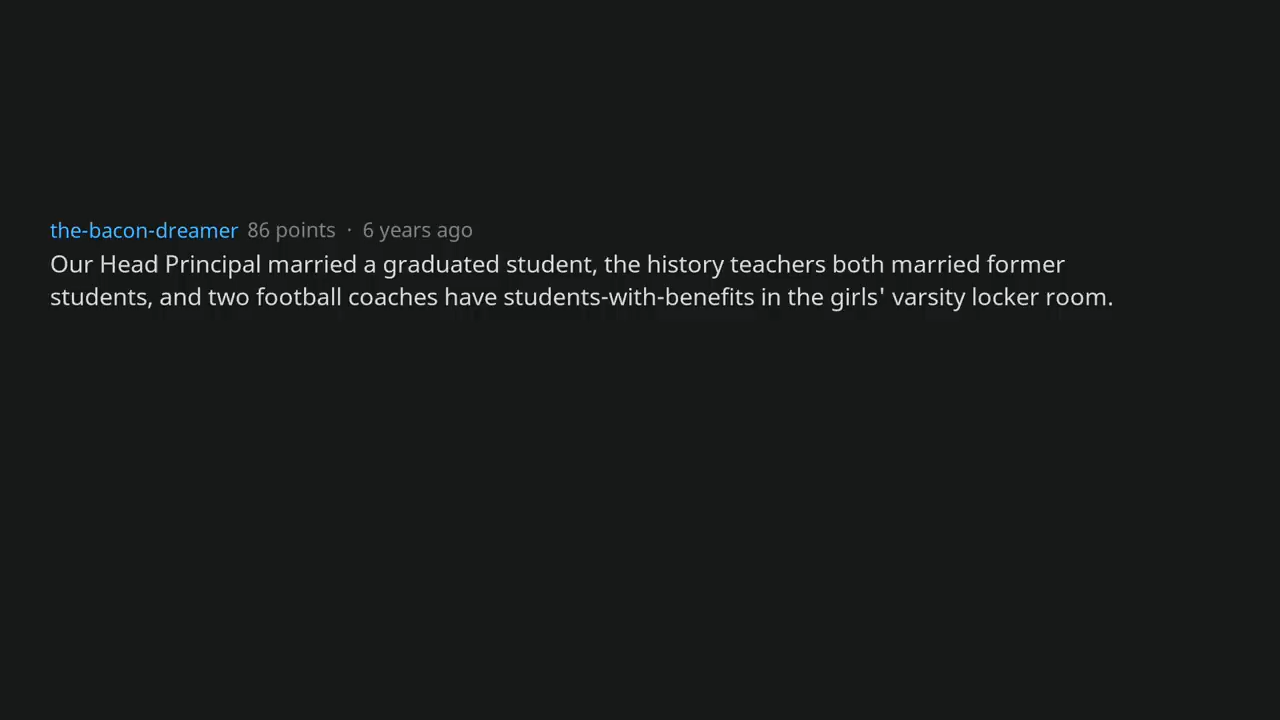 the-bacon-dreamer 86 points · 6 years ago
Our Head Principal married a graduated student, the history teachers both married former
students, and two football coaches have students-with-benefits in the girls' varsity locker room.